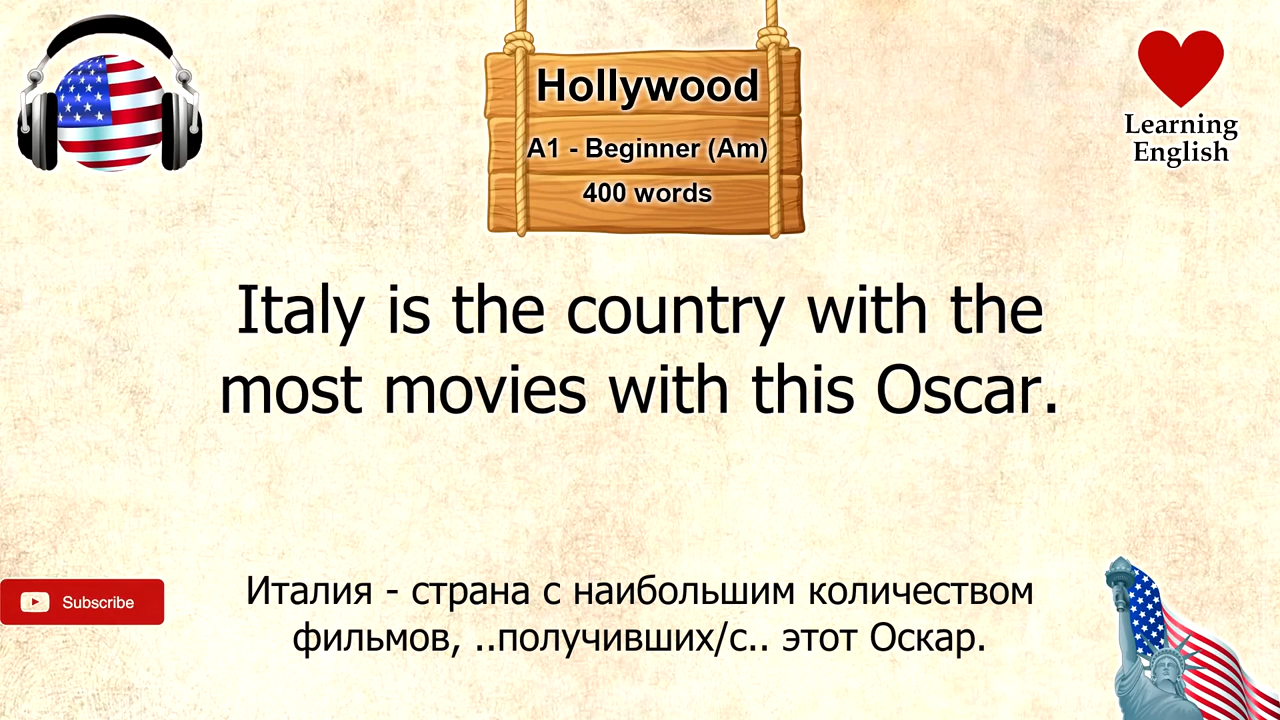 Hollywood
A1 - Beginner (Am)
400 words
Learning
English
Italy is the country with the
most movies with this Oscar.
Subscribe
Италия - страна с наибольшим количеством
фильмов, ..получивших/с.. этот Оскар.